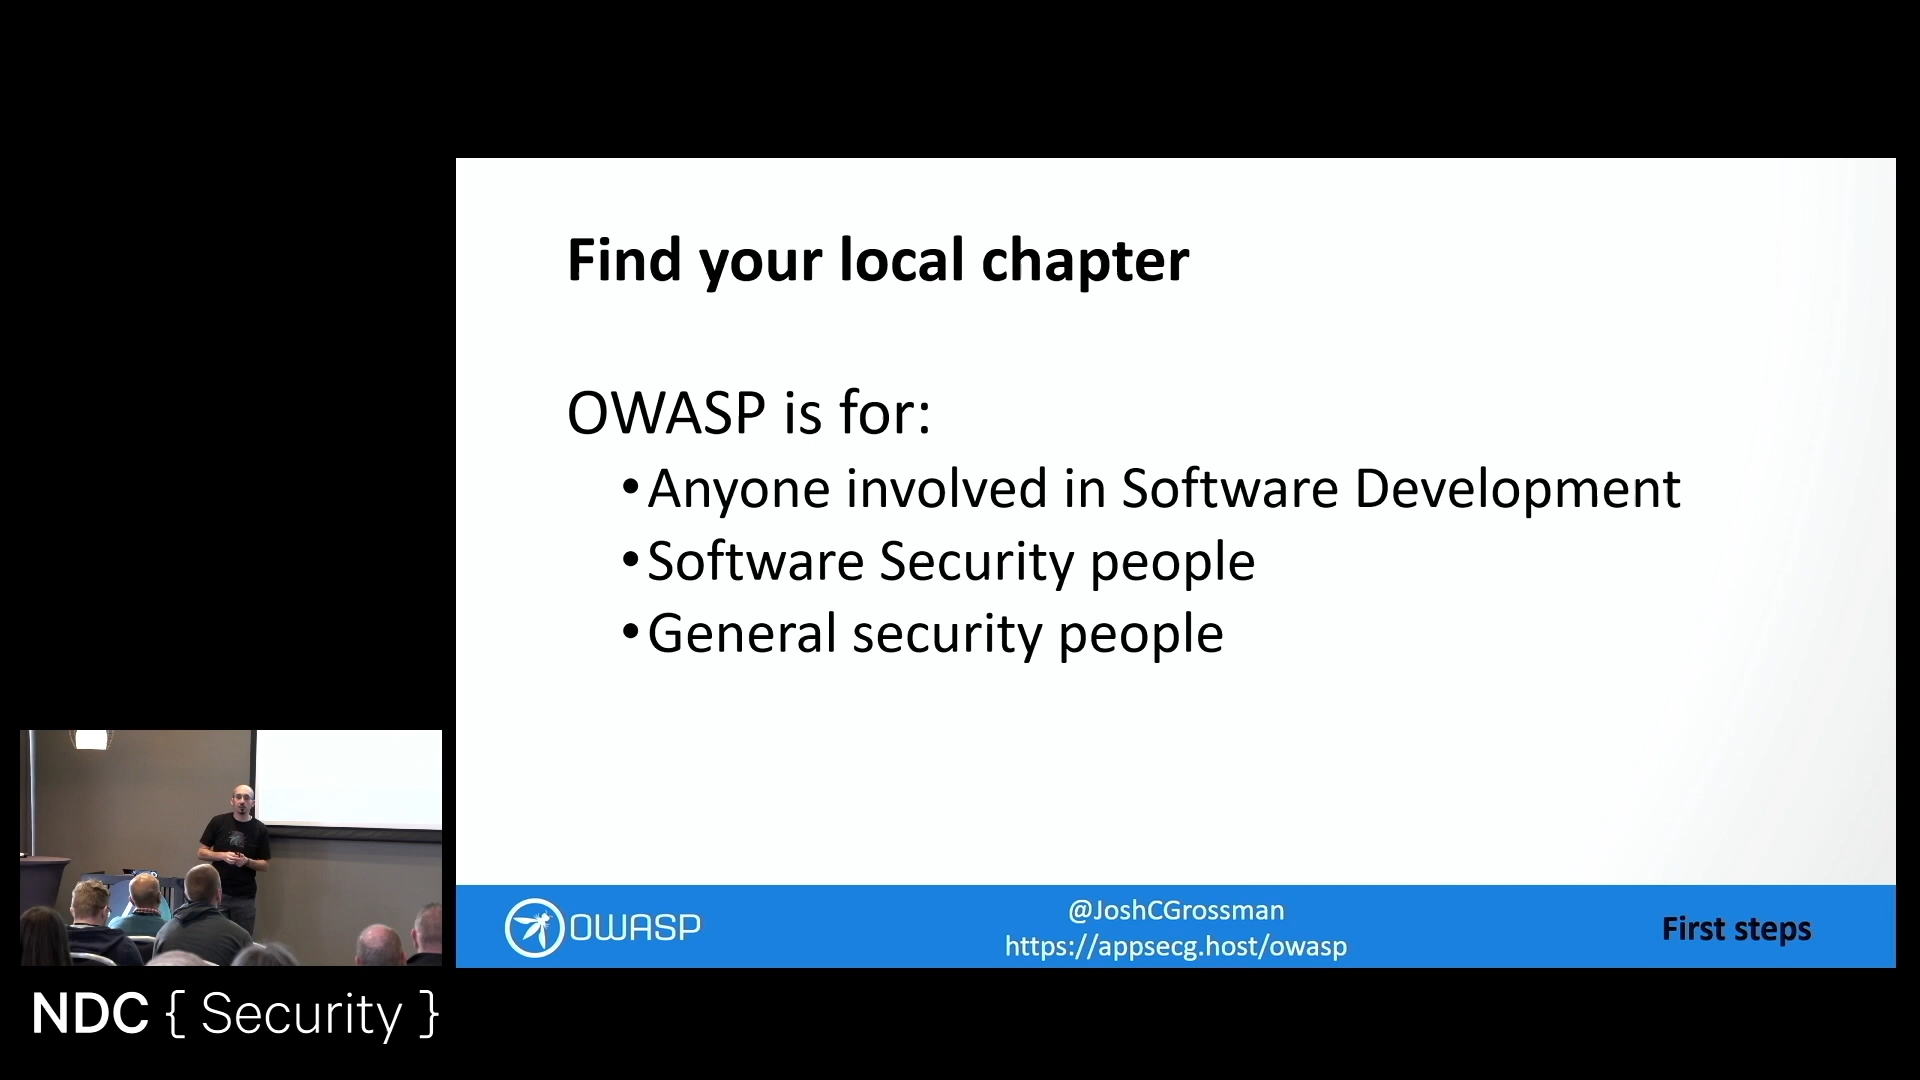 Find your local chapter
OWASP is for:
•Anyone involved in Software Development
•Software Security people
•General security people
OWASP
@JoshCGrossman
https://appsecg.host/owasp
First steps
NDC { Security }